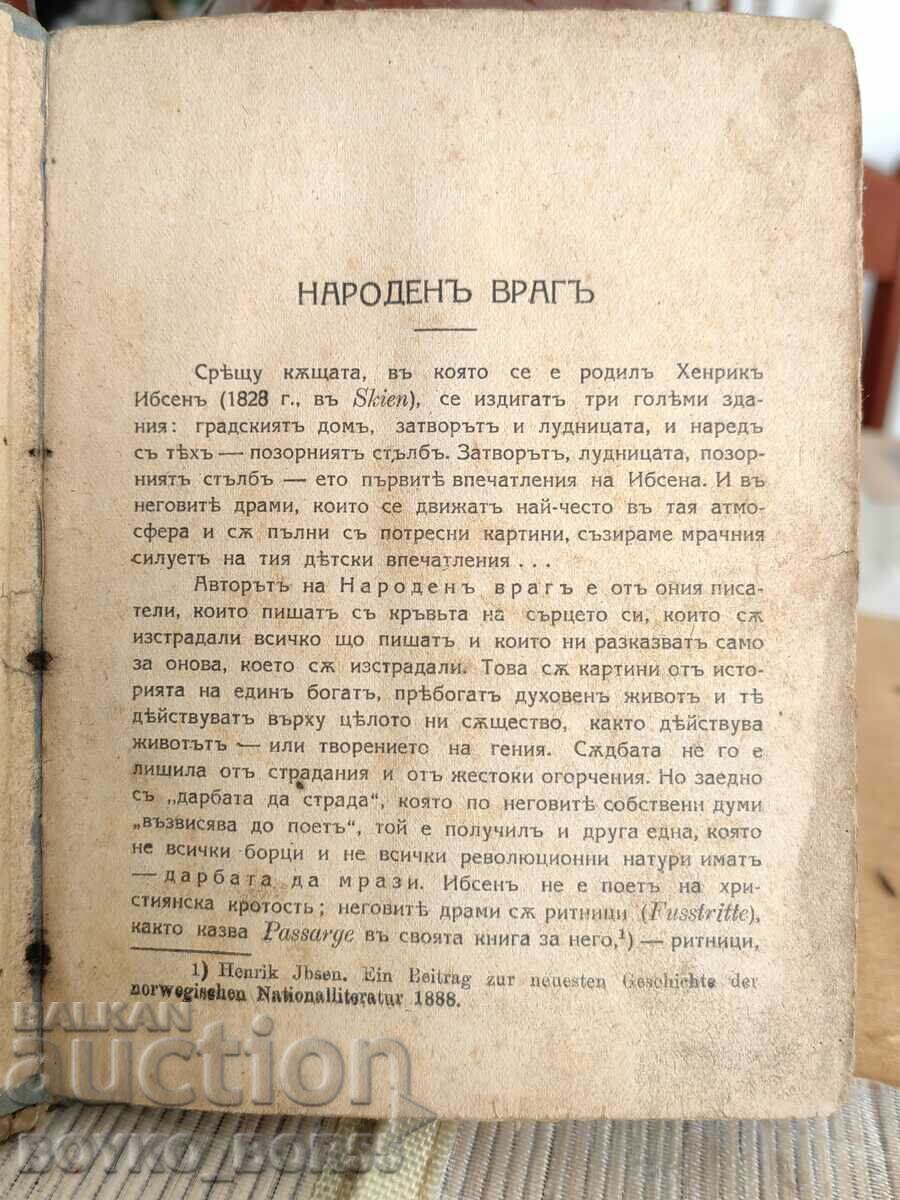 НАРОДЕНЪ ВРАГЪ
Срѣщу кѫщата, въ която се е родилъ Хенрикъ
Ибсенъ (1828 г., въ Skien), се издигатъ три голѣми зда-
ния: градскиятъ домъ, затворътъ и лудницата, и наредъ
съ тѣхъ — позорниятъ стълбъ. Затворътъ, лудницата, позор-
ниятъ стълбъ — ето първитѣ впечатления на Ибсена. И въ
неговитѣ драми, които се движатъ най-често въ тая атмо-
сфера и сѫ пълни съ потресни картини, съзираме мрачния
силуетъ на тия дѣтски впечатления . . .
Авторътъ на Народенъ врагъ е отъ ония писа-
тели, които пишатъ съ кръвьта на сърцето си, които сѫ
изстрадали всичко що пишатъ и които ни разказватъ само
за онова, което сѫ изстрадали. Това сѫ картини отъ исто-
рията на единъ богатъ, прѣбогатъ духовенъ животъ и тѣ
дѣйствуватъ върху цѣлото ни сѫщество, както дѣйствува
животътъ — или творението на гения. Сѫдбата не го е
лишила отъ страдания и отъ жестоки огорчения. Но заедно
съ „дарбата да страда“, която по неговитѣ собствени думи
„възвисява до поетъ“, той е получилъ и друга една, която
не всички борци и не всички революционни натури иматъ
— дарбата да мрази. Ибсенъ не е поетъ на хри-
стиянска кротость; неговитѣ драми сѫ ритници (Fusstritte),
както казва Passarge въ своята книга за него,¹) — ритници,
1) Henrik Jbsen. Ein Beitrag zur neuesten Geschichte der
norwegischen Nationalliteratur 1888.
BALKAN
auction
BOYKO_BORS5